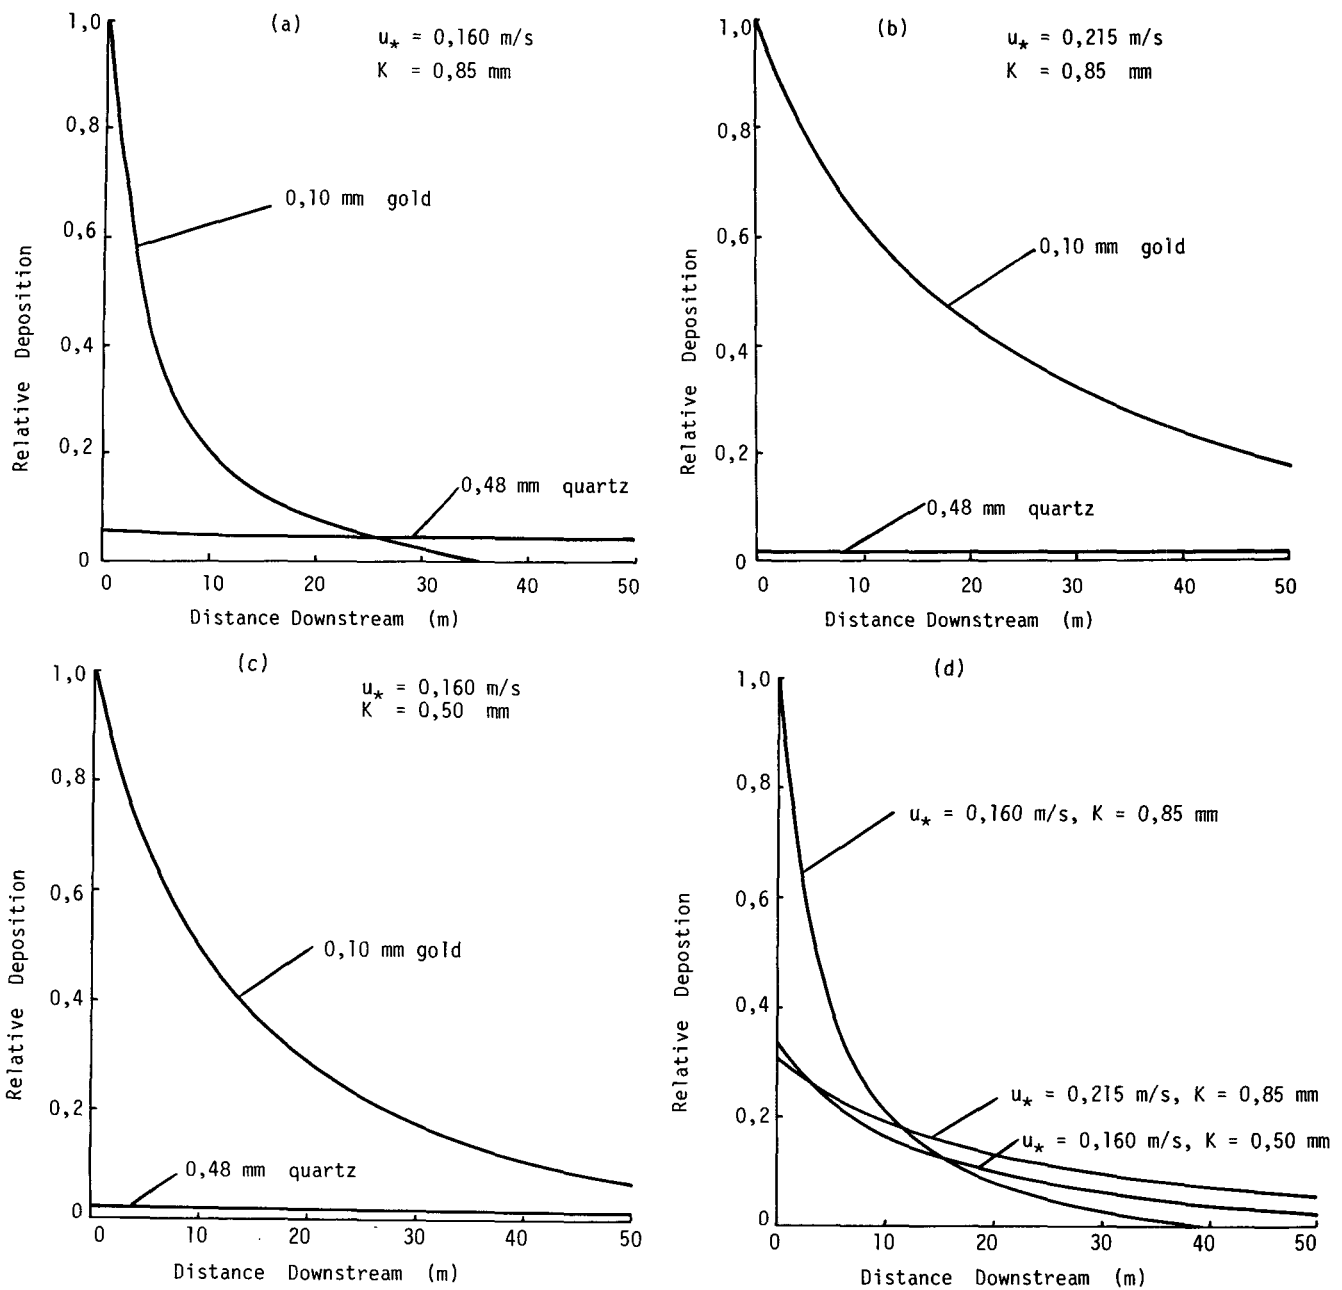 (a)
u* = 0,160 m/s
K = 0,85 mm
1,0
0,8
0,6
0,4
0,2
0
0,10 mm gold
0,48 mm quartz
Relative Deposition
0 10 20 30 40 50
Distance Downstream (m)
(b)
u* = 0,215 m/s
K = 0,85 mm
1,0
0,8
0,6
0,4
0,2
0
0,10 mm gold
0,48 mm quartz
Relative Deposition
0 10 20 30 40 50
Distance Downstream (m)
(c)
u* = 0,160 m/s
K = 0,50 mm
1,0
0,8
0,6
0,4
0,2
0
0,10 mm gold
0,48 mm quartz
Relative Deposition
0 10 20 30 40 50
Distance Downstream (m)
(d)
1,0
0,8
0,6
0,4
0,2
0
u* = 0,160 m/s, K = 0,85 mm
u* = 0,215 m/s, K = 0,85 mm
u* = 0,160 m/s, K = 0,50 mm
Relative Depostion
0 10 20 30 40 50
Distance Downstream (m)